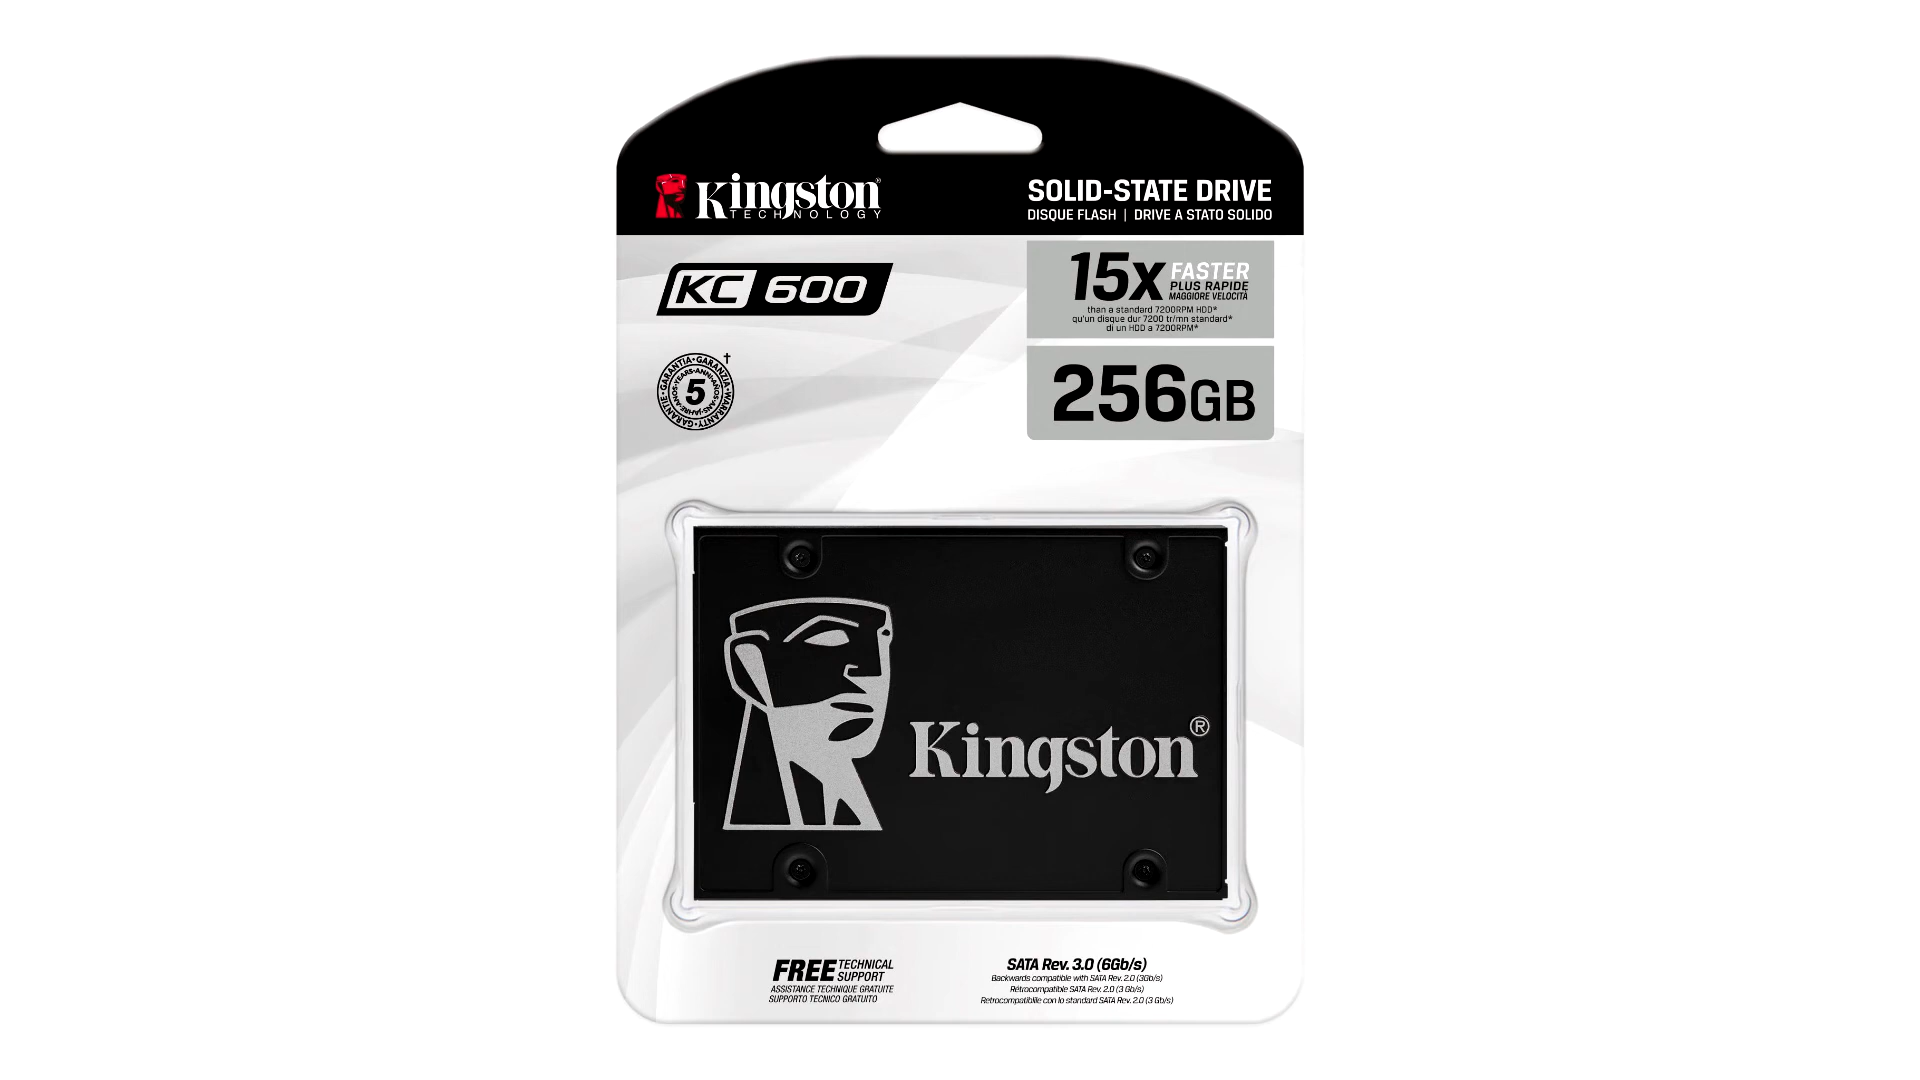 Kingston®
TECHNOLOGY
SOLID-STATE DRIVE
DISQUE FLASH | DRIVE A STATO SOLIDO
KC 600
15x FASTER
PLUS RAPIDE
MAGGIORE VELOCITÀ
than a standard 7200RPM HDD*
qu'un disque dur 7200 tr/mn standard*
di un HDD a 7200RPM*
256GB
GARANTIA • GARANZIA • WARRANTY • GARANTIE •
5
†
Kingston®
FREE TECHNICAL
SUPPORT
ASSISTANCE TECHNIQUE GRATUITE
SUPPORTO TECNICO GRATUITO
SATA Rev. 3.0 (6Gb/s)
Backwards compatible with SATA Rev. 2.0 (3Gb/s)
Rétrocompatible SATA Rev. 2.0 (3 Gb/s)
Retrocompatibile con lo standard SATA Rev. 2.0 (3 Gb/s)